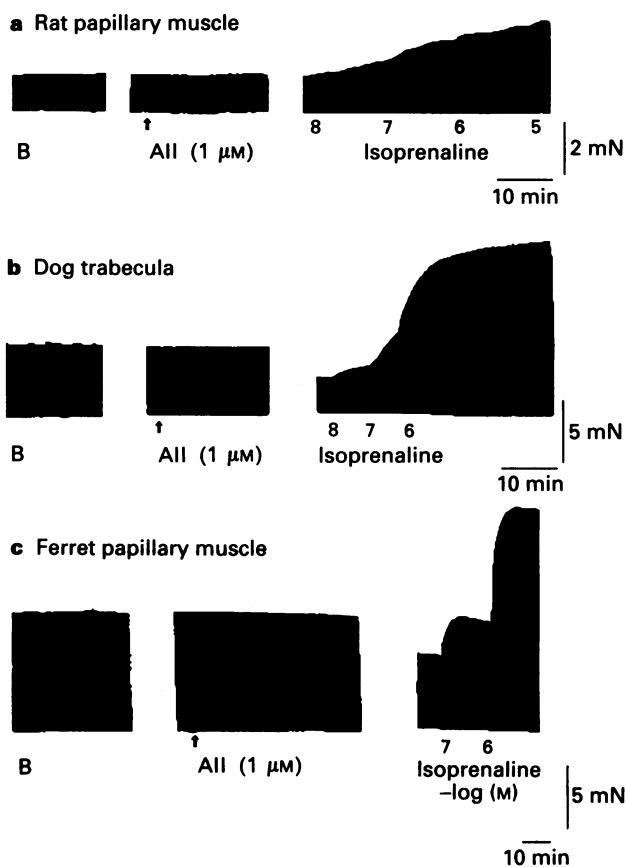 a Rat papillary muscle
B
AII (1 μM)
8 7 6 5
Isoprenaline
2 mN
10 min
b Dog trabecula
B
AII (1 μM)
8 7 6
Isoprenaline
5 mN
10 min
c Ferret papillary muscle
B
AII (1 μM)
7 6
Isoprenaline
–log (M)
5 mN
10 min